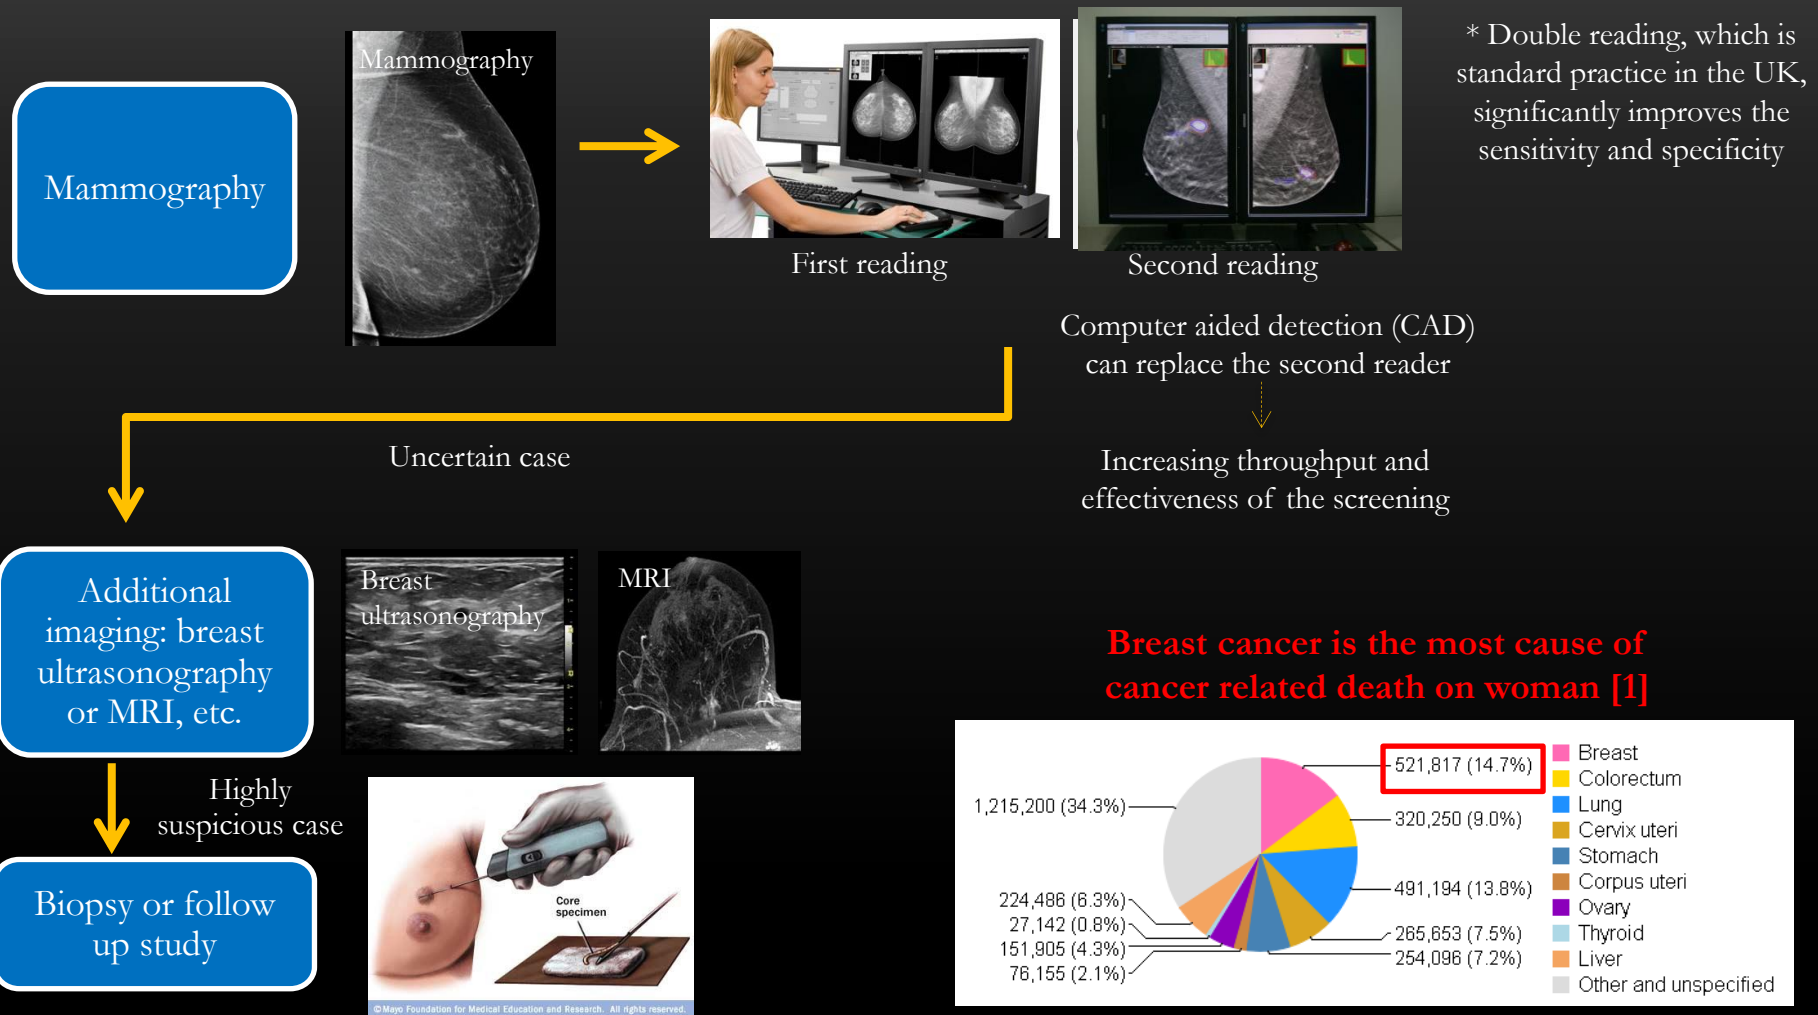 Mammography
Mammography
First reading
Second reading
* Double reading, which is
standard practice in the UK,
significantly improves the
sensitivity and specificity
Computer aided detection (CAD)
can replace the second reader
Increasing throughput and
effectiveness of the screening
Uncertain case
Additional
imaging: breast
ultrasonography
or MRI, etc.
Breast
ultrasonography
MRI
Highly
suspicious case
Biopsy or follow
up study
Core
specimen
©Mayo Foundation for Medical Education and Research. All rights reserved.
Breast cancer is the most cause of
cancer related death on woman [1]
521,817 (14.7%)
320,250 (9.0%)
491,194 (13.8%)
265,653 (7.5%)
254,096 (7.2%)
1,215,200 (34.3%)
224,486 (6.3%)
27,142 (0.8%)
151,905 (4.3%)
76,155 (2.1%)
Breast
Colorectum
Lung
Cervix uteri
Stomach
Corpus uteri
Ovary
Thyroid
Liver
Other and unspecified